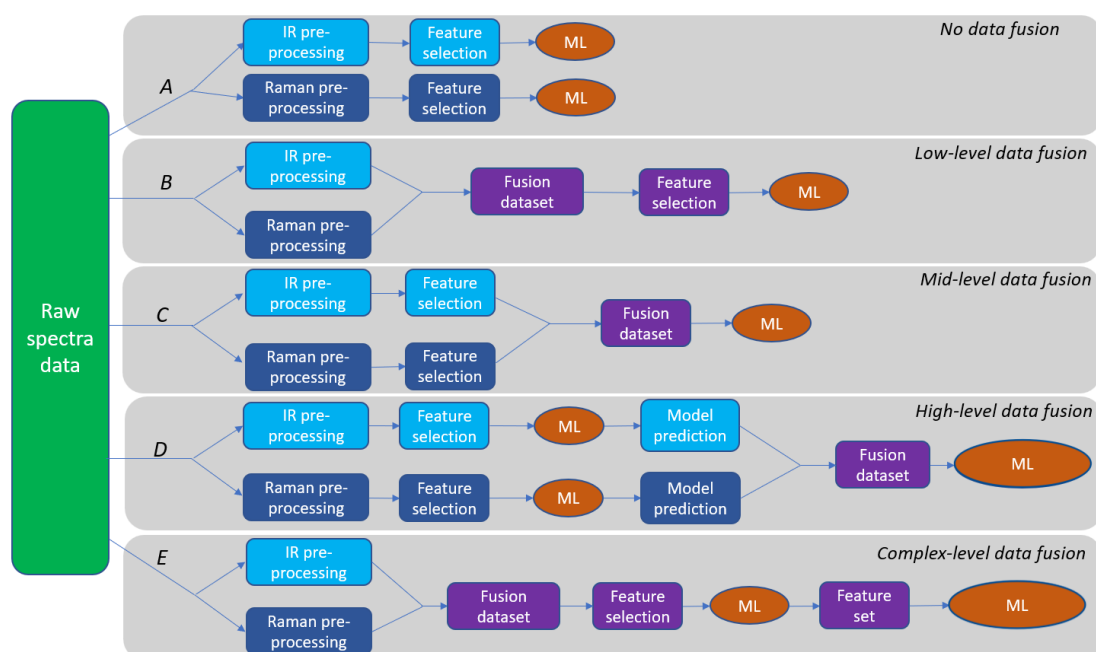 No data fusion
IR pre-
processing
Feature
selection
ML
A
Raman pre-
processing
Feature
selection
ML
Low-level data fusion
B
IR pre-
processing
Raman pre-
processing
Fusion
dataset
Feature
selection
ML
Raw
spectra
data
Mid-level data fusion
C
IR pre-
processing
Feature
selection
Raman pre-
processing
Feature
selection
Fusion
dataset
ML
High-level data fusion
D
IR pre-
processing
Feature
selection
ML
Model
prediction
Raman pre-
processing
Feature
selection
ML
Model
prediction
Fusion
dataset
ML
Complex-level data fusion
E
IR pre-
processing
Raman pre-
processing
Fusion
dataset
Feature
selection
ML
Feature
set
ML